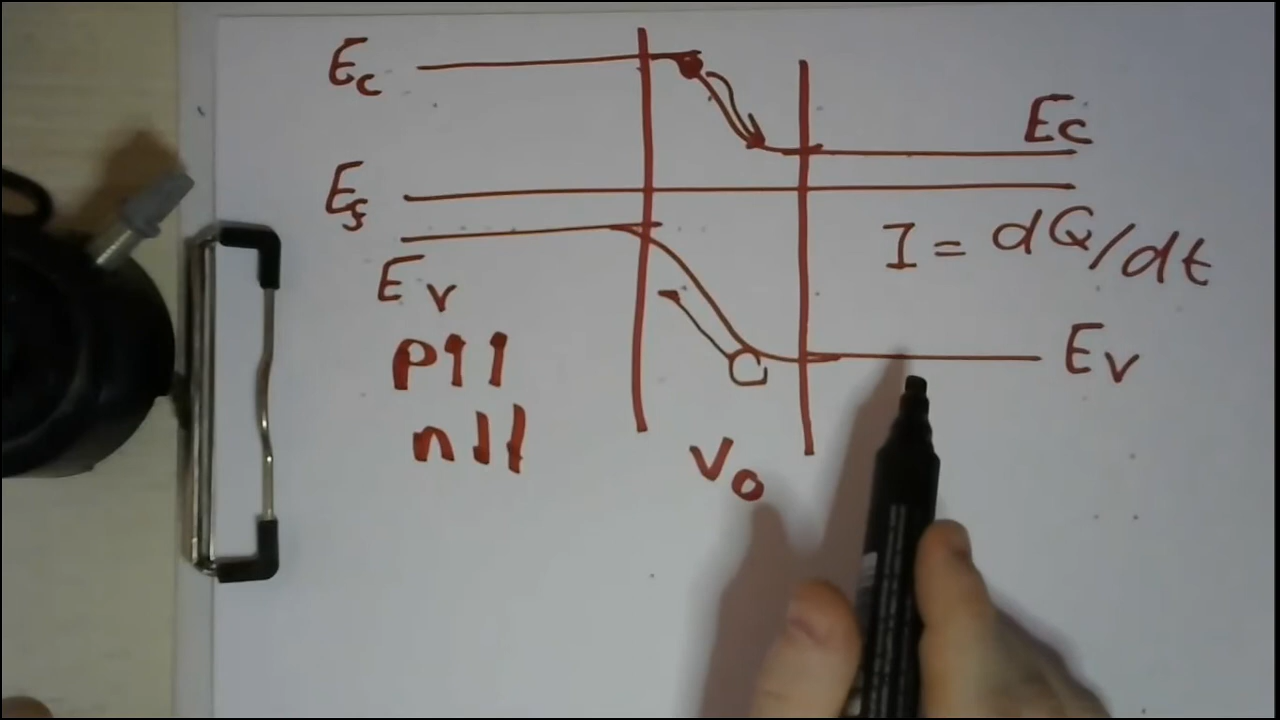 Ec
Ec
Ef
I = dQ/dt
Ev
Ev
p↑↑
n↓↓
Vo